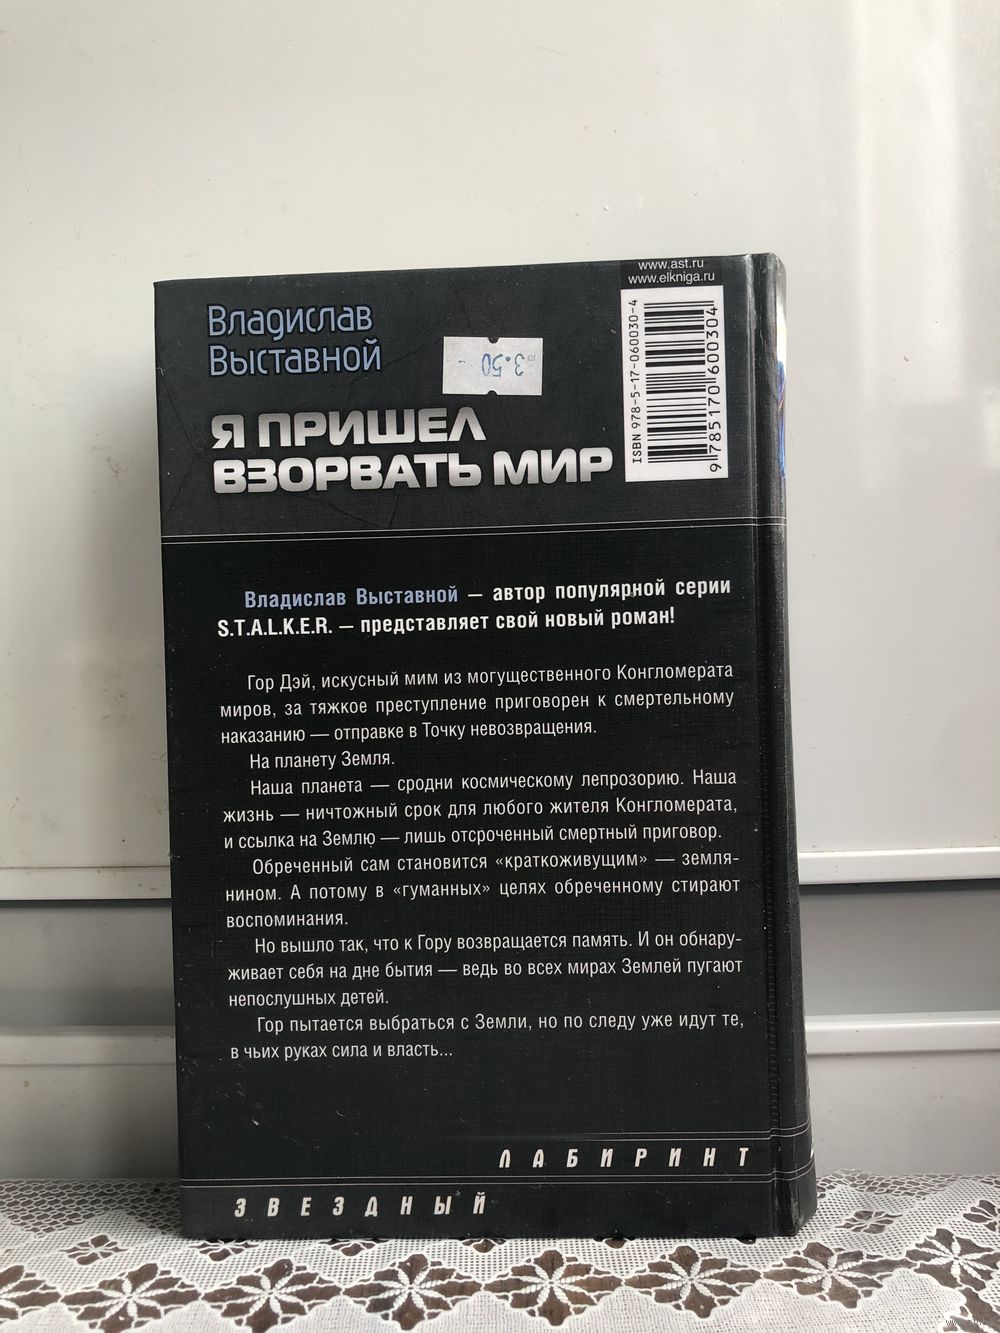 www.ast.ru
www.elkniga.ru
Владислав
Выставной
3.50
Я ПРИШЕЛ
ВЗОРВАТЬ МИР
ISBN 978-5-17-060030-4
9 785170 600304
Владислав Выставной — автор популярной серии
S.T.A.L.K.E.R. — представляет свой новый роман!
Гор Дэй, искусный мим из могущественного Конгломерата
миров, за тяжкое преступление приговорен к смертельному
наказанию — отправке в Точку невозвращения.
На планету Земля.
Наша планета — сродни космическому лепрозорию. Наша
жизнь — ничтожный срок для любого жителя Конгломерата,
и ссылка на Землю — лишь отсроченный смертный приговор.
Обреченный сам становится «краткоживущим» — земля-
нином. А потому в «гуманных» целях обреченному стирают
воспоминания.
Но вышло так, что к Гору возвращается память. И он обнару-
живает себя на дне бытия — ведь во всех мирах Землей пугают
непослушных детей.
Гор пытается выбраться с Земли, но по следу уже идут те,
в чьих руках сила и власть...
ЛАБИРИНТ
ЗВЕЗДНЫЙ